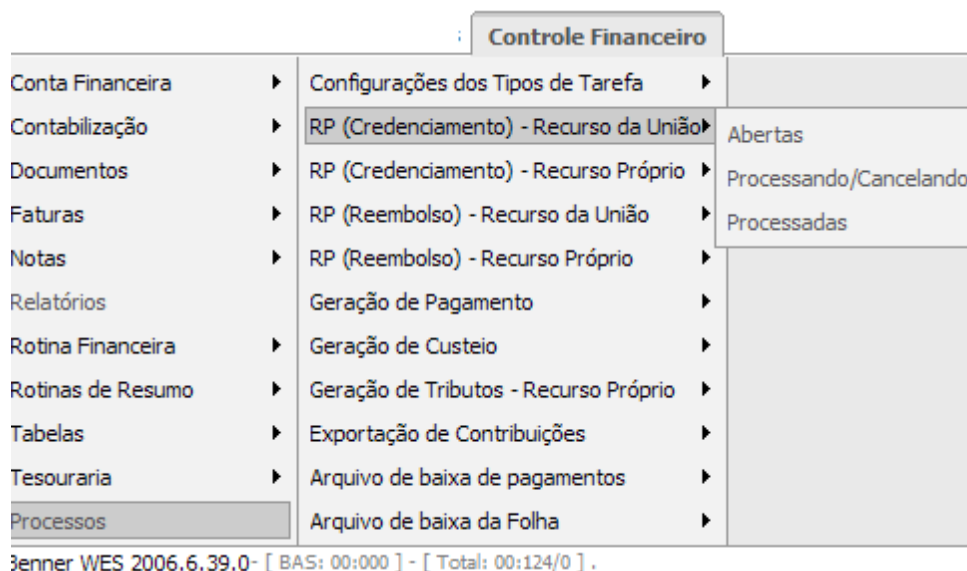 Controle Financeiro
Conta Financeira
Contabilização
Documentos
Faturas
Notas
Relatórios
Rotina Financeira
Rotinas de Resumo
Tabelas
Tesouraria
Processos
Configurações dos Tipos de Tarefa
RP (Credenciamento) - Recurso da União
RP (Credenciamento) - Recurso Próprio
RP (Reembolso) - Recurso da União
RP (Reembolso) - Recurso Próprio
Geração de Pagamento
Geração de Custeio
Geração de Tributos - Recurso Próprio
Exportação de Contribuições
Arquivo de baixa de pagamentos
Arquivo de baixa da Folha
Abertas
Processando/Cancelando
Processadas
Benner WES 2006.6.39.0- [ BAS: 00:000 ] - [ Total: 00:124/0 ] .